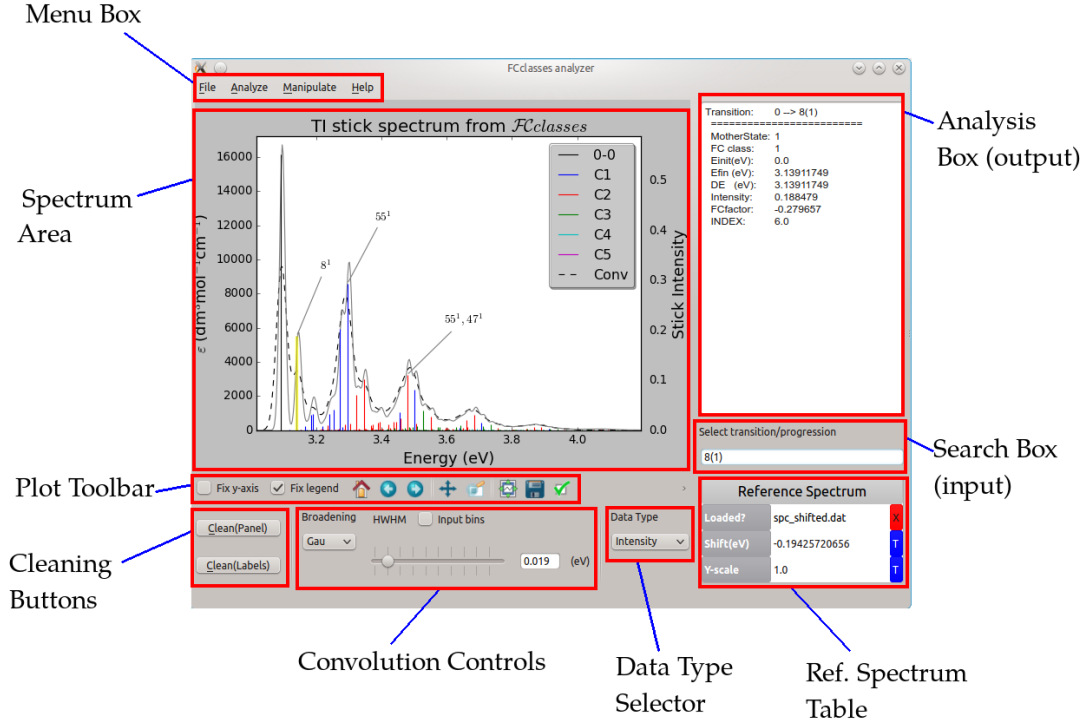 Menu Box
FCclasses analyzer
File Analyze Manipulate Help
TI stick spectrum from FCclasses
16000
14000
12000
10000
8000
6000
4000
2000
0
ε (dm³mol⁻¹cm⁻¹)
8¹
55¹
55¹, 47¹
0-0
C1
C2
C3
C4
C5
Conv
0.5
0.4
0.3
0.2
0.1
0.0
Stick Intensity
3.2 3.4 3.6 3.8 4.0
Energy (eV)
Transition: 0 --> 8(1)
=========================
MotherState: 1
FC class: 1
Einit(eV): 0.0
Efin (eV): 3.13911749
DE (eV): 3.13911749
Intensity: 0.188479
FCfactor: -0.279657
INDEX: 6.0
Analysis
Box (output)
Spectrum
Area
Select transition/progression
8(1)
Search Box
(input)
Plot Toolbar
Fix y-axis Fix legend
Cleaning
Buttons
Clean(Panel)
Clean(Labels)
Broadening HWHM Input bins
Gau 0.019 (eV)
Data Type
Intensity
Reference Spectrum
Loaded? spc_shifted.dat X
Shift(eV) -0.19425720656 T
Y-scale 1.0 T
Convolution Controls
Data Type
Selector
Ref. Spectrum
Table